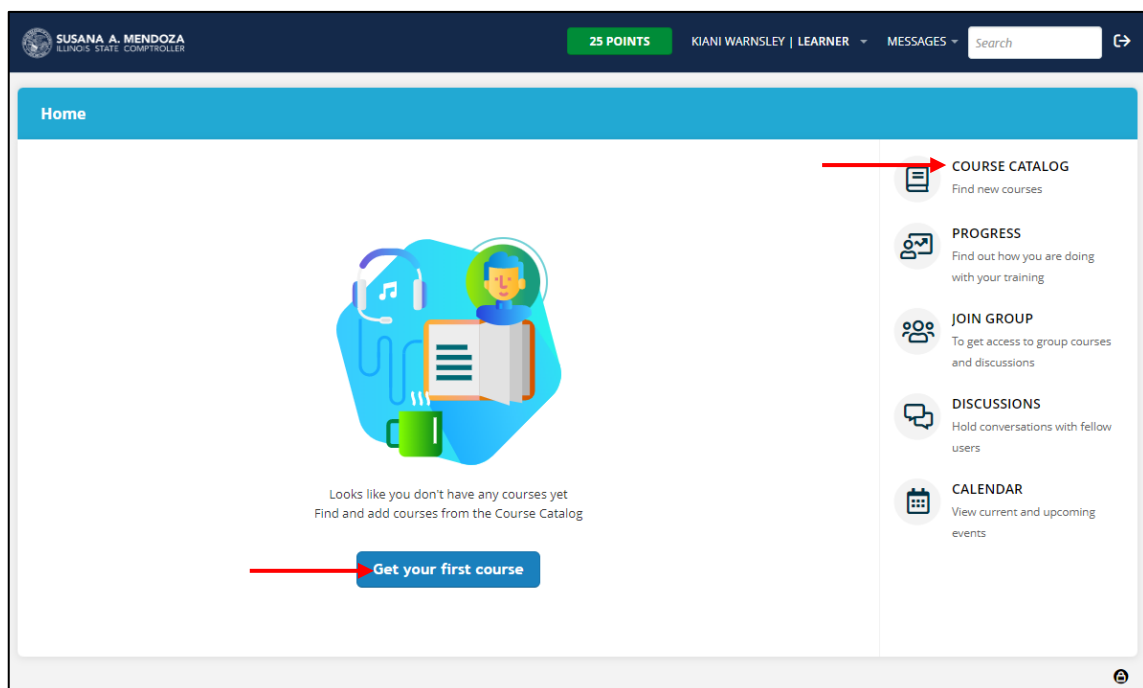 SUSANA A. MENDOZA
ILLINOIS STATE COMPTROLLER
25 POINTS
KIANI WARNSLEY | LEARNER
MESSAGES
Search
Home
COURSE CATALOG
Find new courses
PROGRESS
Find out how you are doing
with your training
JOIN GROUP
To get access to group courses
and discussions
DISCUSSIONS
Hold conversations with fellow
users
CALENDAR
View current and upcoming
events
Looks like you don't have any courses yet
Find and add courses from the Course Catalog
Get your first course